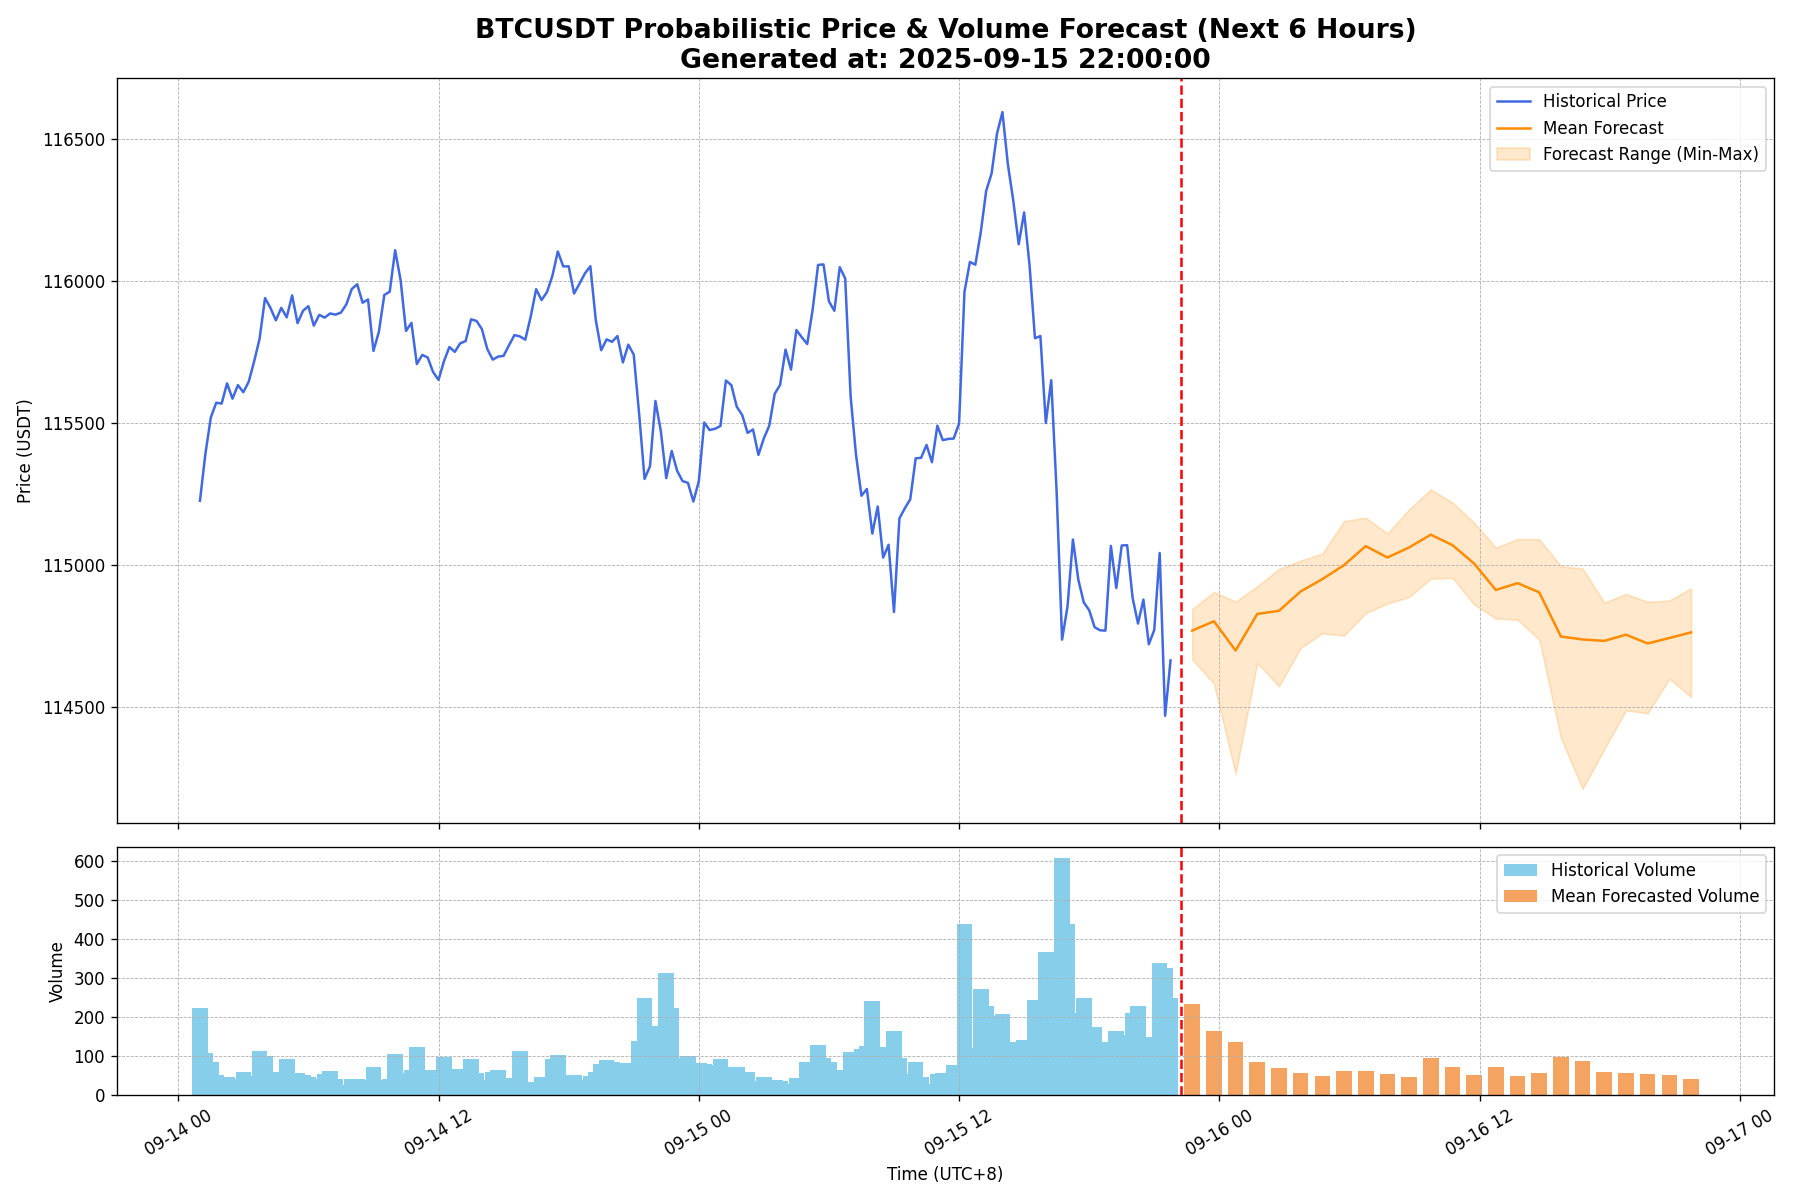 BTCUSDT Probabilistic Price & Volume Forecast (Next 6 Hours)
Generated at: 2025-09-15 22:00:00
Historical Price
Mean Forecast
Forecast Range (Min-Max)
116500
116000
115500
115000
114500
Price (USDT)
Historical Volume
Mean Forecasted Volume
600
500
400
300
200
100
0
Volume
09-14 00
09-14 12
09-15 00
09-15 12
09-16 00
09-16 12
09-17 00
Time (UTC+8)